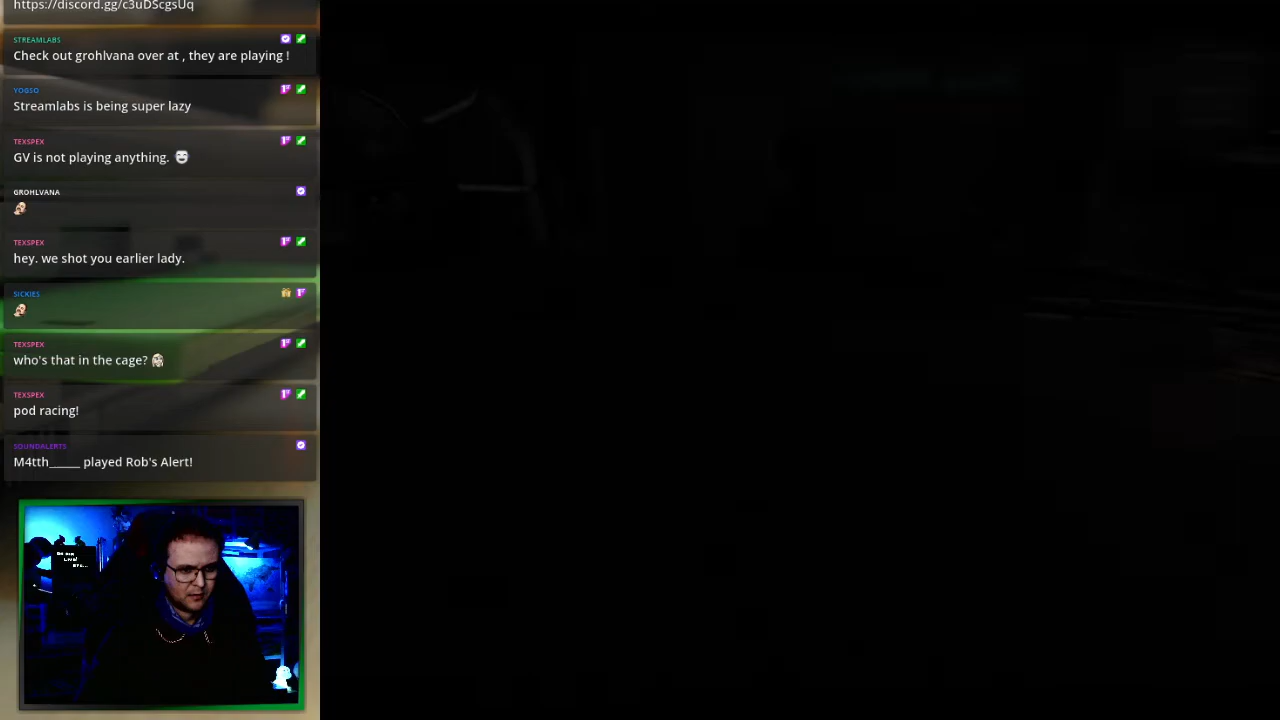 https://discord.gg/c3uDScgsUq
STREAMLABS
Check out grohlvana over at , they are playing !
YOGSO
Streamlabs is being super lazy
TEXSPEX
GV is not playing anything.
GROHLVANA
TEXSPEX
hey. we shot you earlier lady.
SICKIES
TEXSPEX
who's that in the cage?
TEXSPEX
pod racing!
SOUNDALERTS
M4tth______ played Rob's Alert!